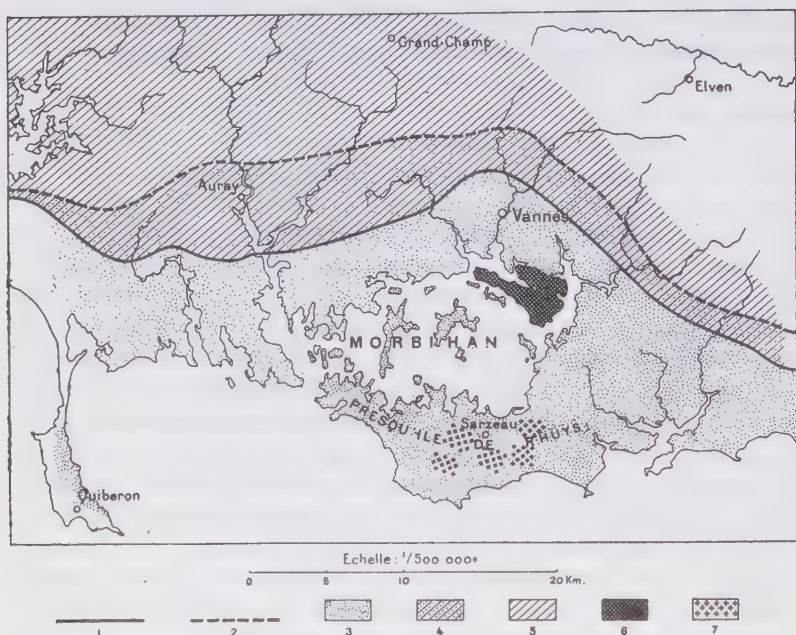 Grand-Champ
Elven
Auray
Vannes
MORBIHAN
PRESQU'ILE DE RHUYS
Sarzeau
Quiberon
Echelle: 1/500 000e
0 5 10 20 Km.
1 2 3 4 5 6 7